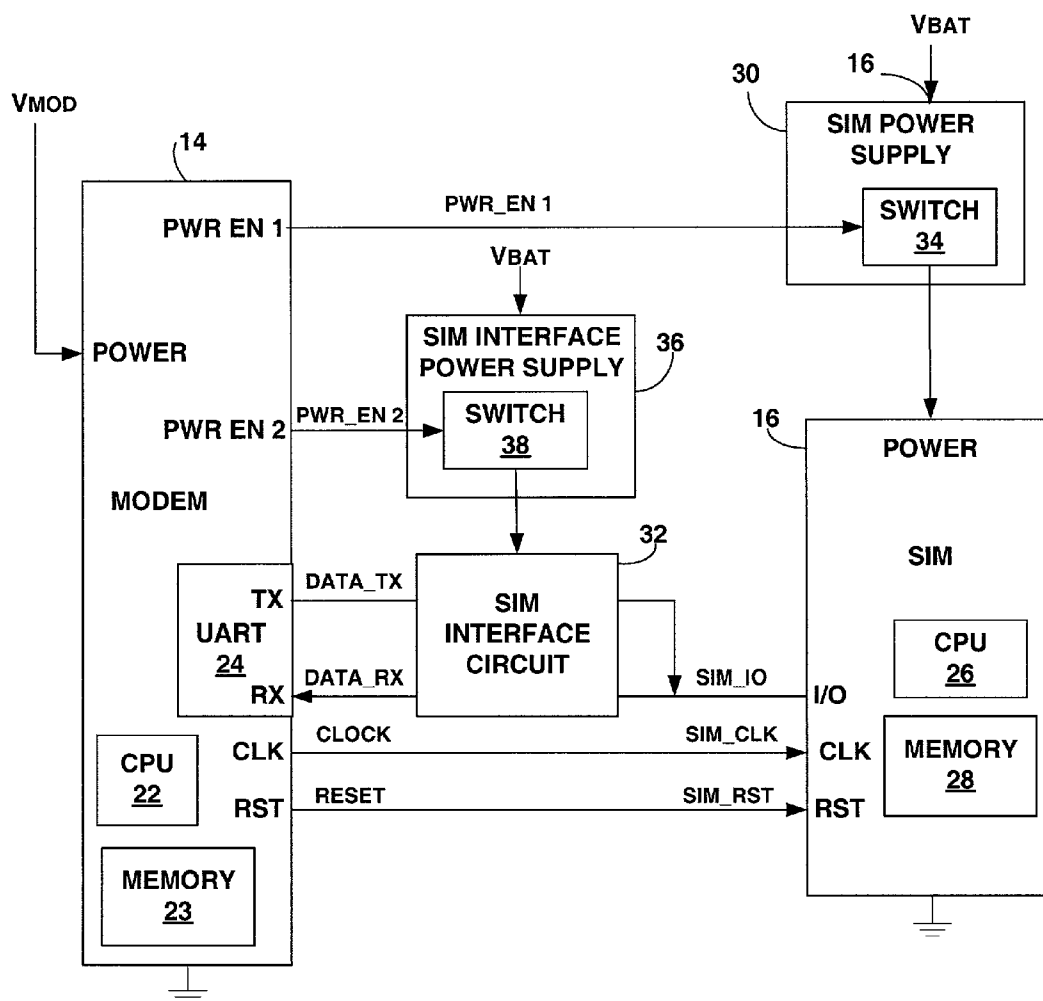 VBAT
16
30
VMOD
SIM POWER
SUPPLY
14
PWR EN 1
PWR_EN 1
SWITCH
34
VBAT
POWER
SIM INTERFACE
POWER SUPPLY
36
PWR EN 2
PWR_EN 2
SWITCH
38
16
POWER
MODEM
32
SIM
TX
DATA_TX
SIM
INTERFACE
CIRCUIT
UART
24
CPU
26
RX
DATA_RX
SIM_IO
I/O
CLK
CLOCK
SIM_CLK
CLK
MEMORY
28
CPU
22
RST
RESET
SIM_RST
RST
MEMORY
23